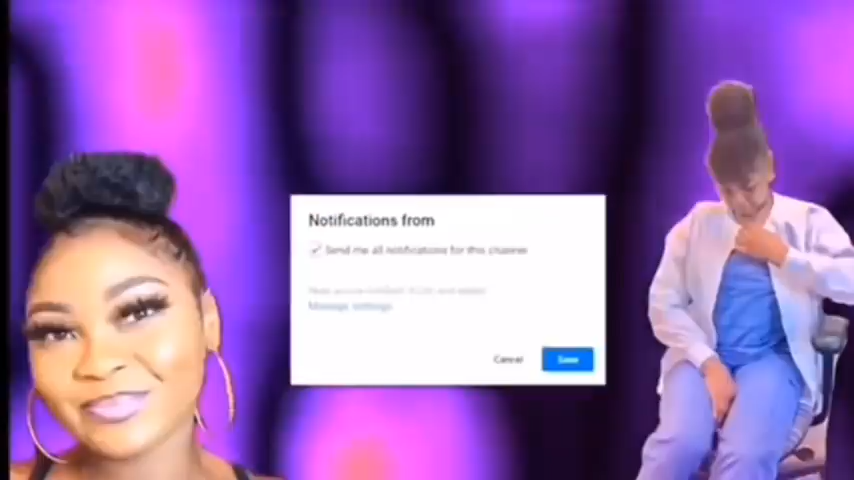 Notifications from
Send me all notifications for this channel
Manage settings
Cancel
Save